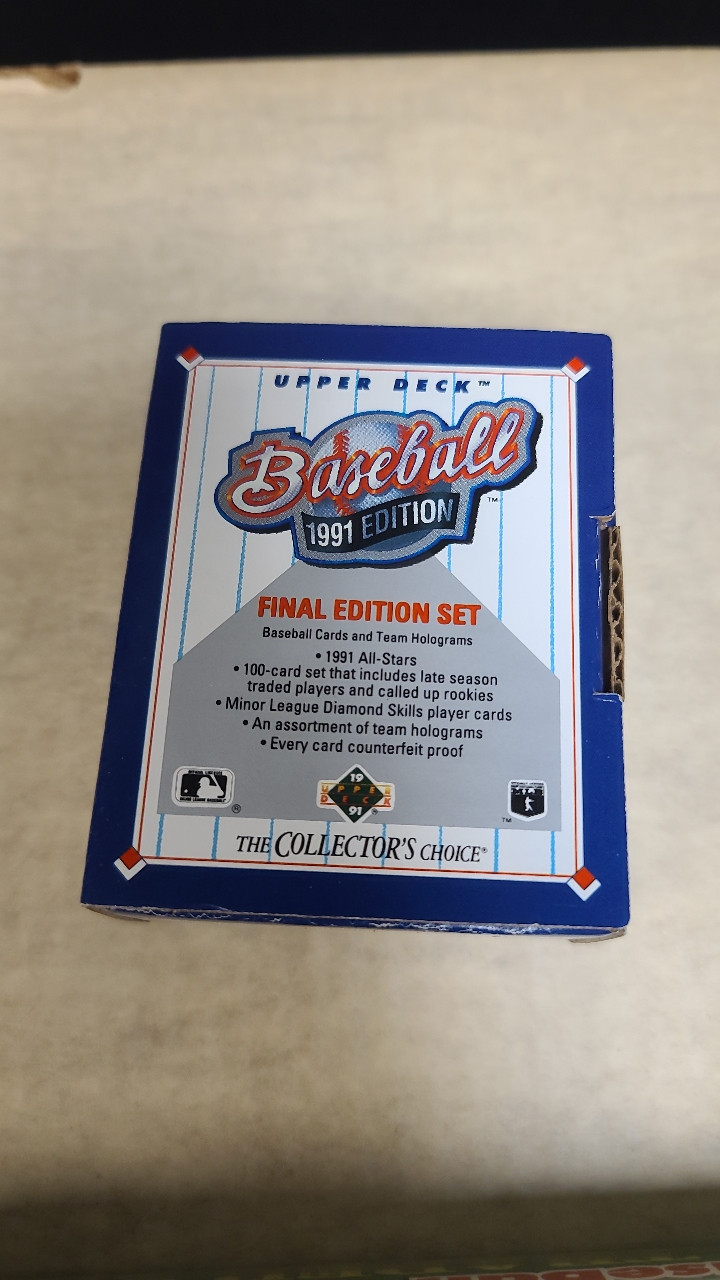 UPPER DECK™
Baseball
1991 EDITION™
FINAL EDITION SET
Baseball Cards and Team Holograms
• 1991 All-Stars
• 100-card set that includes late season
traded players and called up rookies
• Minor League Diamond Skills player cards
• An assortment of team holograms
• Every card counterfeit proof
®
19
UPPER
DECK
91
™
THE COLLECTOR'S CHOICE®